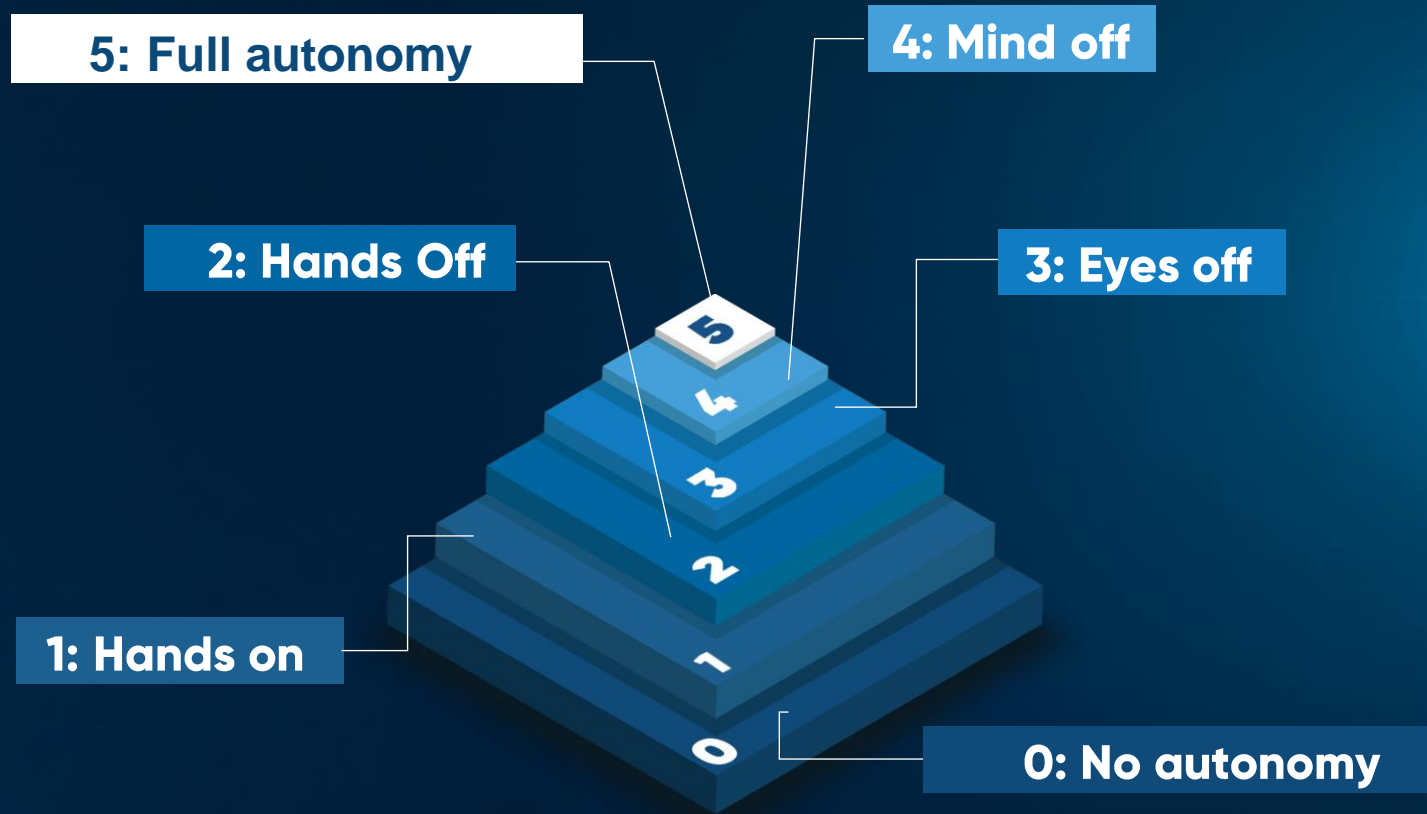 5: Full autonomy
4: Mind off
2: Hands Off
3: Eyes off
5
4
3
2
1
0
1: Hands on
0: No autonomy